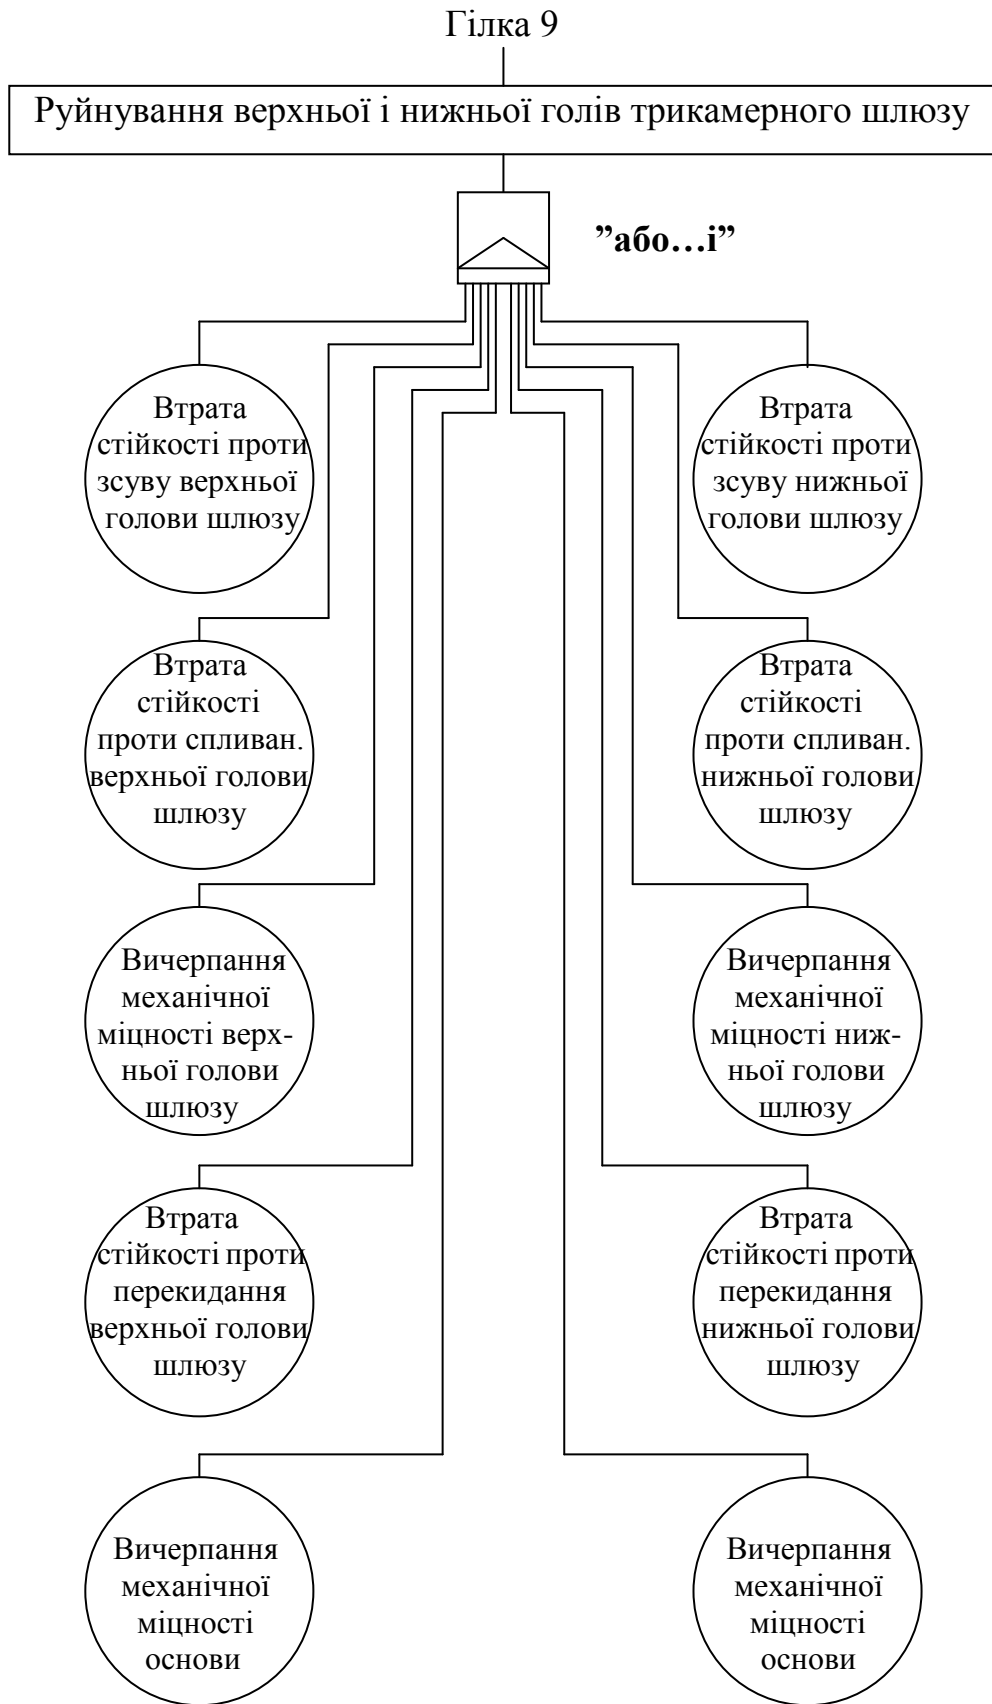 Гілка 9
Руйнування верхньої і нижньої голів трикамерного шлюзу
”або…і”
Втрата
стійкості проти
зсуву верхньої
голови шлюзу
Втрата
стійкості проти
зсуву нижньої
голови шлюзу
Втрата
стійкості
проти спливан.
верхньої голови
шлюзу
Втрата
стійкості
проти спливан.
нижньої голови
шлюзу
Вичерпання
механічної
міцності верх-
ньої голови
шлюзу
Вичерпання
механічної
міцності ниж-
ньої голови
шлюзу
Втрата
стійкості проти
перекидання
верхньої голови
шлюзу
Втрата
стійкості проти
перекидання
нижньої голови
шлюзу
Вичерпання
механічної
міцності
основи
Вичерпання
механічної
міцності
основи